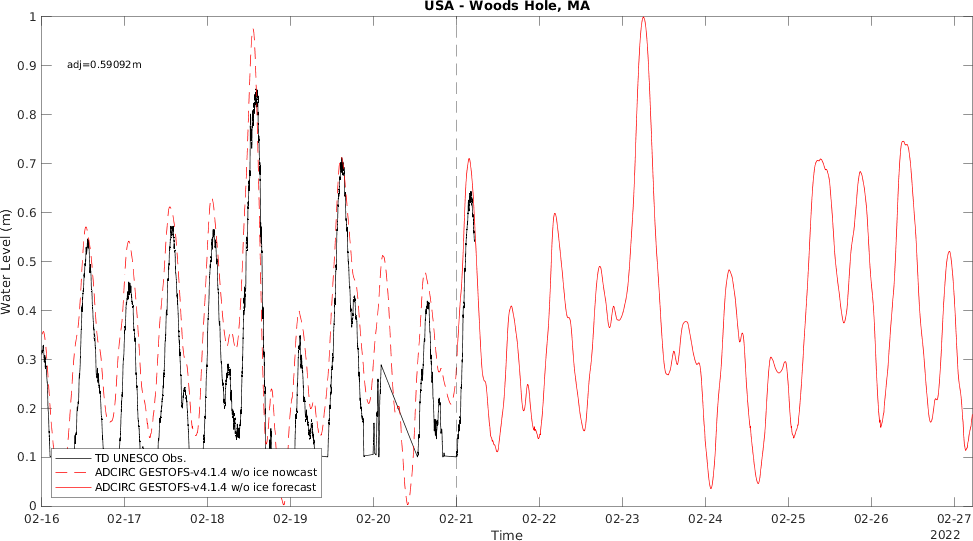 USA - Woods Hole, MA
adj=0.59092m
Water Level (m)
1
0.9
0.8
0.7
0.6
0.5
0.4
0.3
0.2
0.1
0
TD UNESCO Obs.
ADCIRC GESTOFS-v4.1.4 w/o ice nowcast
ADCIRC GESTOFS-v4.1.4 w/o ice forecast
02-16 02-17 02-18 02-19 02-20 02-21 02-22 02-23 02-24 02-25 02-26 02-27
Time
2022